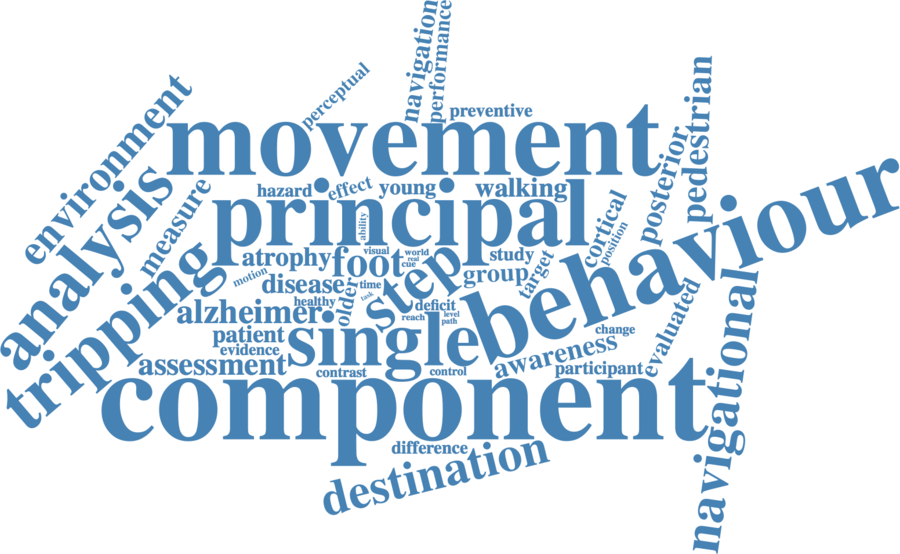 navigation
performance
perceptual
preventive
environment
movement
pedestrian
posterior
hazard
effect
young
walking
behaviour
analysis
measure
principal
ability
cortical
position
atrophy
foot
visual
world
real
cue
study
step
group
target
motion
disease
older
time
task
healthy
tripping
alzheimer
deficit
reach
level
path
single
patient
evidence
awareness
change
evaluated
navigational
assessment
contrast
control
participant
component
difference
destination